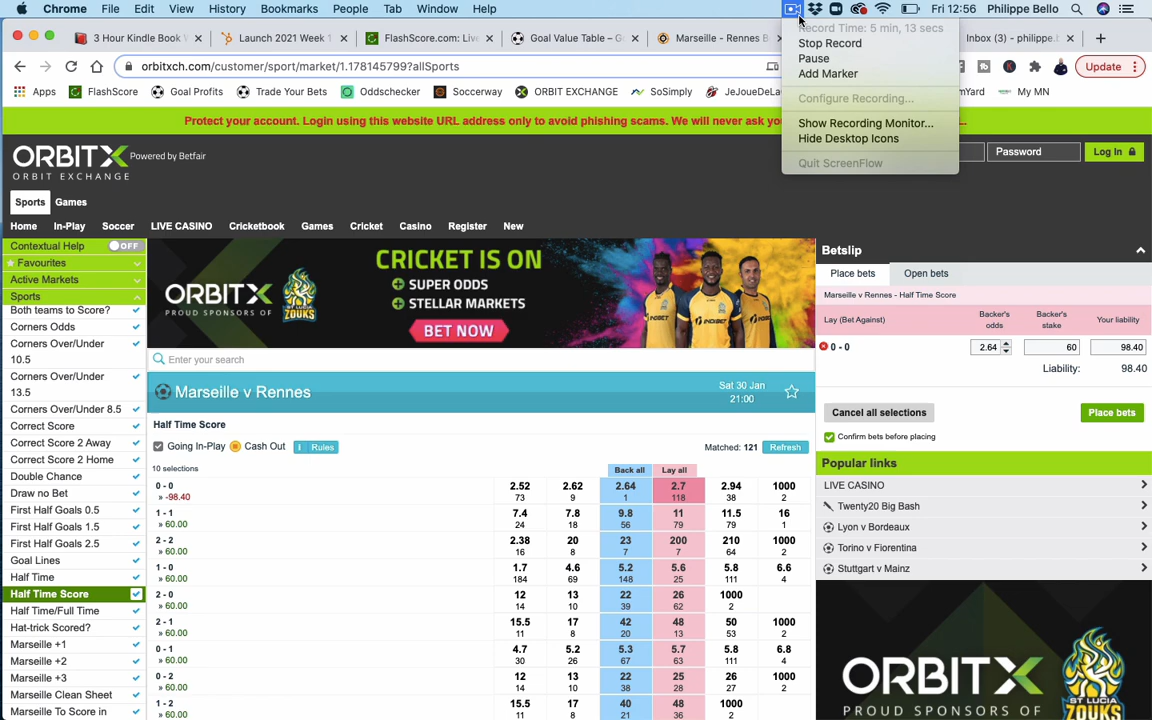 Chrome File Edit View History Bookmarks People Tab Window Help Fri 12:56 Philippe Bello
3 Hour Kindle Book Launch 2021 Week 1 FlashScore.com: Live Goal Value Table – G Marseille - Rennes B Inbox (3) - philippe.
orbitxch.com/customer/sport/market/1.178145799?allSports Update
Apps FlashScore Goal Profits Trade Your Bets Oddschecker Soccerway ORBIT EXCHANGE SoSimply JeJoueDeLa mYard My MN
Record Time: 5 min, 13 secs
Stop Record
Pause
Add Marker
Configure Recording...
Show Recording Monitor...
Hide Desktop Icons
Quit ScreenFlow
Protect your account. Login using this website URL address only to avoid phishing scams. We will never ask yo
ORBITX Powered by Betfair
ORBIT EXCHANGE
Password Log In
Sports Games
Home In-Play Soccer LIVE CASINO Cricketbook Games Cricket Casino Register New
Contextual Help OFF
Favourites
Active Markets
Sports
Both teams to Score?
Corners Odds
Corners Over/Under
10.5
Corners Over/Under
13.5
Corners Over/Under 8.5
Correct Score
Correct Score 2 Away
Correct Score 2 Home
Double Chance
Draw no Bet
First Half Goals 0.5
First Half Goals 1.5
First Half Goals 2.5
Goal Lines
Half Time
Half Time Score
Half Time/Full Time
Hat-trick Scored?
Marseille +1
Marseille +2
Marseille +3
Marseille Clean Sheet
Marseille To Score in
ORBITX
PROUD SPONSORS OF
ST LUCIA
ZOUKS
CRICKET IS ON
SUPER ODDS
STELLAR MARKETS
BET NOW
Enter your search
Marseille v Rennes
Sat 30 Jan
21:00
Half Time Score
Going In-Play Cash Out Rules Matched: 121 Refresh
10 selections Back all Lay all
0 - 0 2.52 2.62 2.64 2.7 2.94 1000
» -98.40 73 9 1 118 38 2
1 - 1 7.4 7.8 9.8 11 11.5 16
» 60.00 24 18 56 79 79 1
2 - 2 2.38 20 23 200 210 1000
» 60.00 16 8 7 7 64 2
1 - 0 1.7 4.6 5.2 5.6 5.8 6.6
» 60.00 184 69 148 25 111 4
2 - 0 12 13 22 26 1000
» 60.00 14 10 39 62 2
2 - 1 15.5 17 42 48 50 1000
» 60.00 11 8 20 13 53 2
0 - 1 4.7 5.2 5.3 5.7 5.8 6.8
» 60.00 30 26 67 63 111 4
0 - 2 12 13 22 25 26 1000
» 60.00 14 10 38 28 27 2
1 - 2 15.5 17 40 48 1000
» 60.00 11 8 21 36 2
Betslip
Place bets Open bets
Marseille v Rennes - Half Time Score
Lay (Bet Against) Backer's odds Backer's stake Your liability
0 - 0 2.64 60 98.40
Liability: 98.40
Cancel all selections Place bets
Confirm bets before placing
Popular links
LIVE CASINO
Twenty20 Big Bash
Lyon v Bordeaux
Torino v Fiorentina
Stuttgart v Mainz
ORBITX
PROUD SPONSORS OF
ST LUCIA
ZOUKS